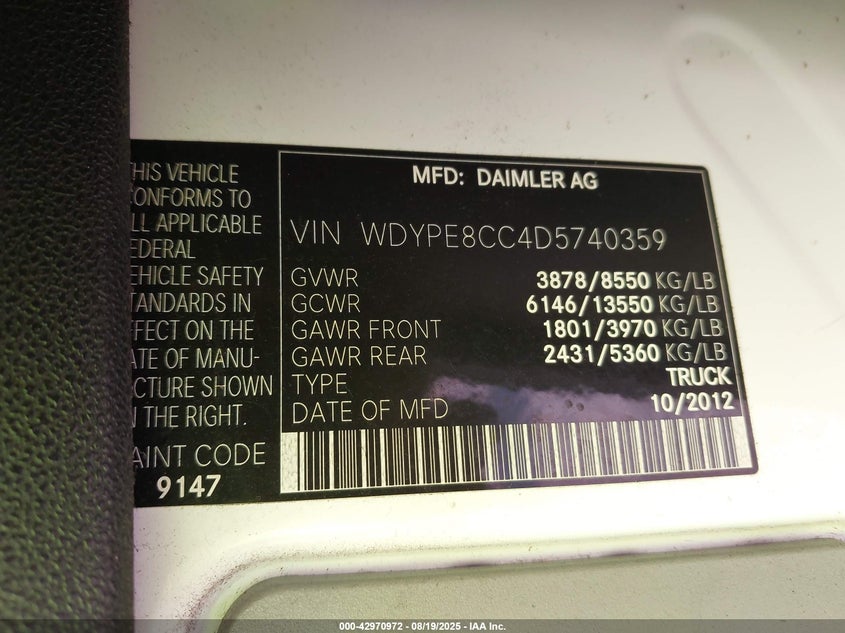 HIS VEHICLE
ONFORMS TO
LL APPLICABLE
EDERAL
EHICLE SAFETY
TANDARDS IN
FFECT ON THE
ATE OF MANU-
CTURE SHOWN
N THE RIGHT.
AINT CODE
9147
MFD: DAIMLER AG
VIN WDYPE8CC4D5740359
GVWR 3878/8550 KG/LB
GCWR 6146/13550 KG/LB
GAWR FRONT 1801/3970 KG/LB
GAWR REAR 2431/5360 KG/LB
TYPE TRUCK
DATE OF MFD 10/2012
000-42970972 - 08/19/2025 - IAA Inc.